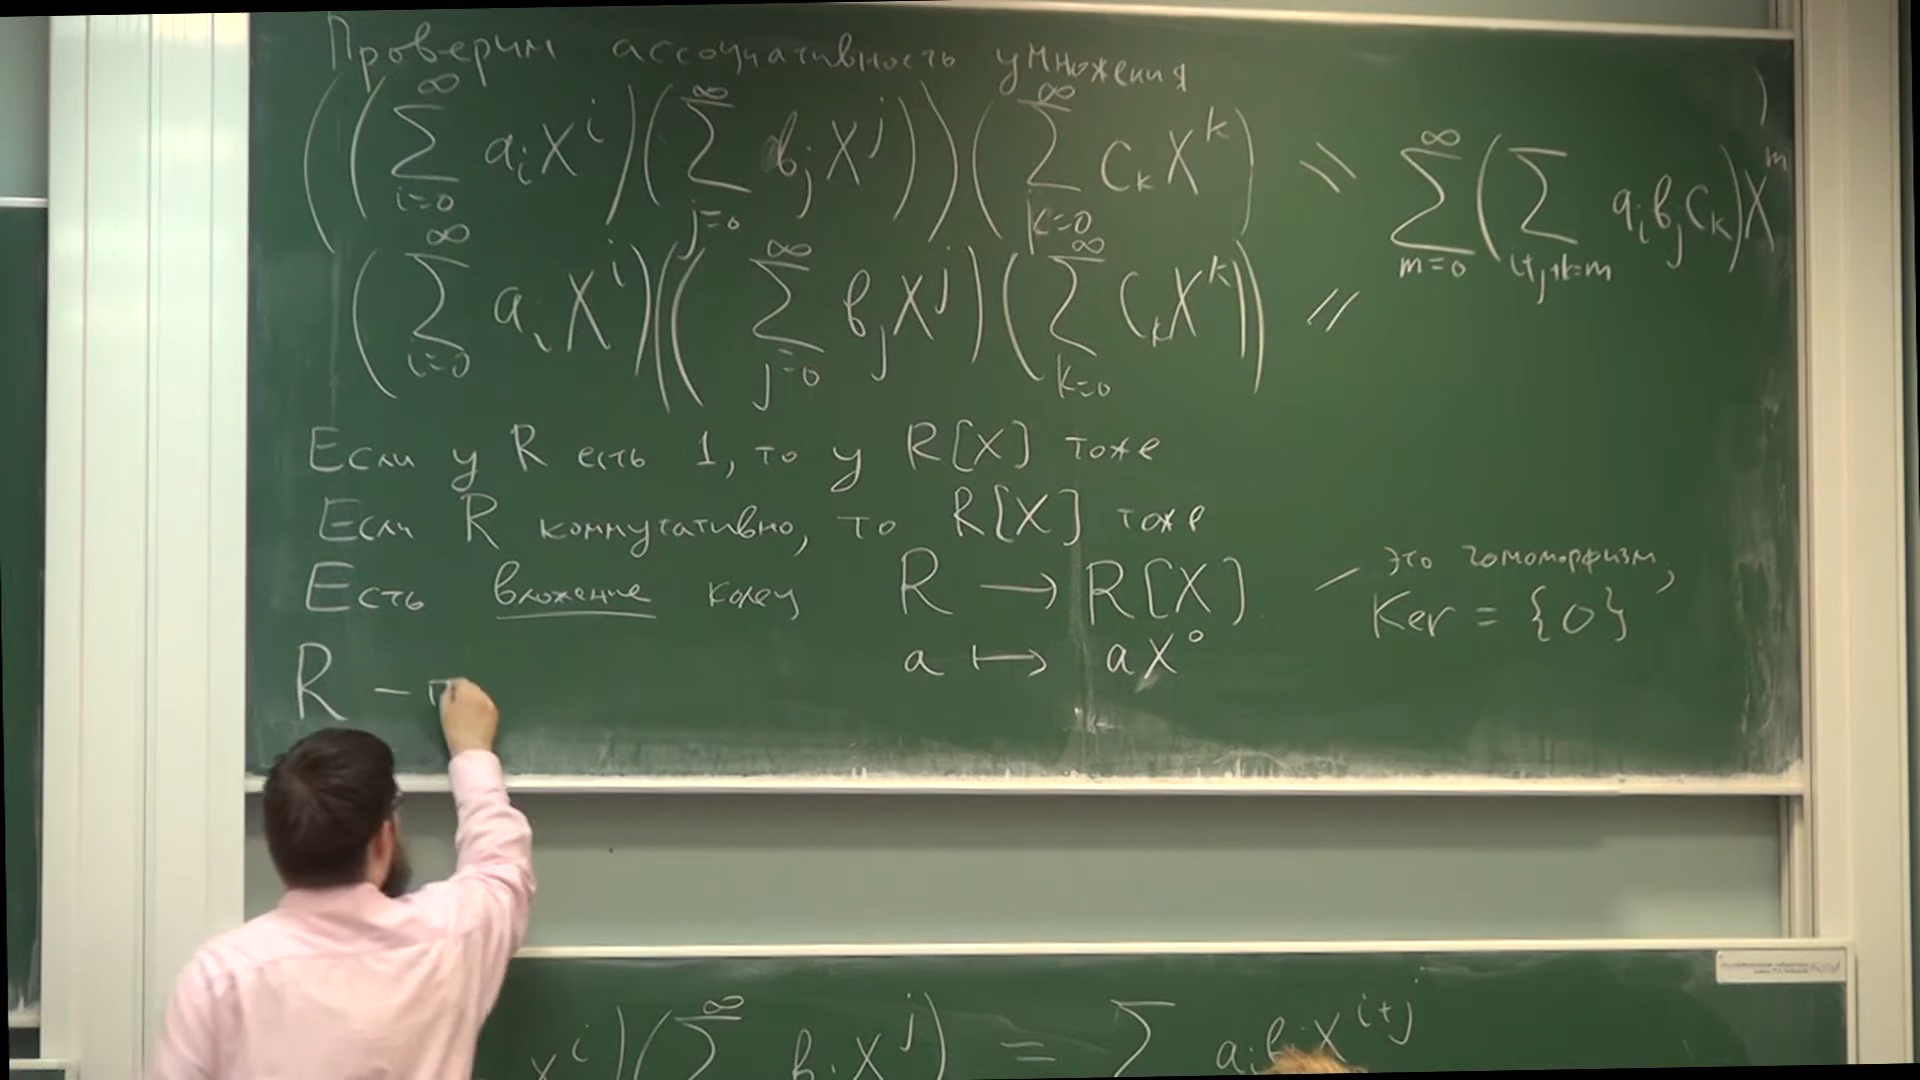 Проверим ассоциативность умножения
((∑_{i=0}^{∞} a_i X^i)(∑_{j=0}^{∞} b_j X^j))(∑_{k=0}^{∞} c_k X^k) = ∑_{m=0}^{∞} (∑_{i+j+k=m} a_i b_j c_k) X^m
(∑_{i=0}^{∞} a_i X^i)((∑_{j=0}^{∞} b_j X^j)(∑_{k=0}^{∞} c_k X^k)) =
Если у R есть 1, то у R[X] тоже
Если R коммутативно, то R[X] тоже
Есть вложение колец R → R[X] – это гомоморфизм,
Ker = {0}
a ↦ aX^0
R – п
X^i)(∑^{∞} b_j X^j) = ∑ a_i b_j X^{i+j}